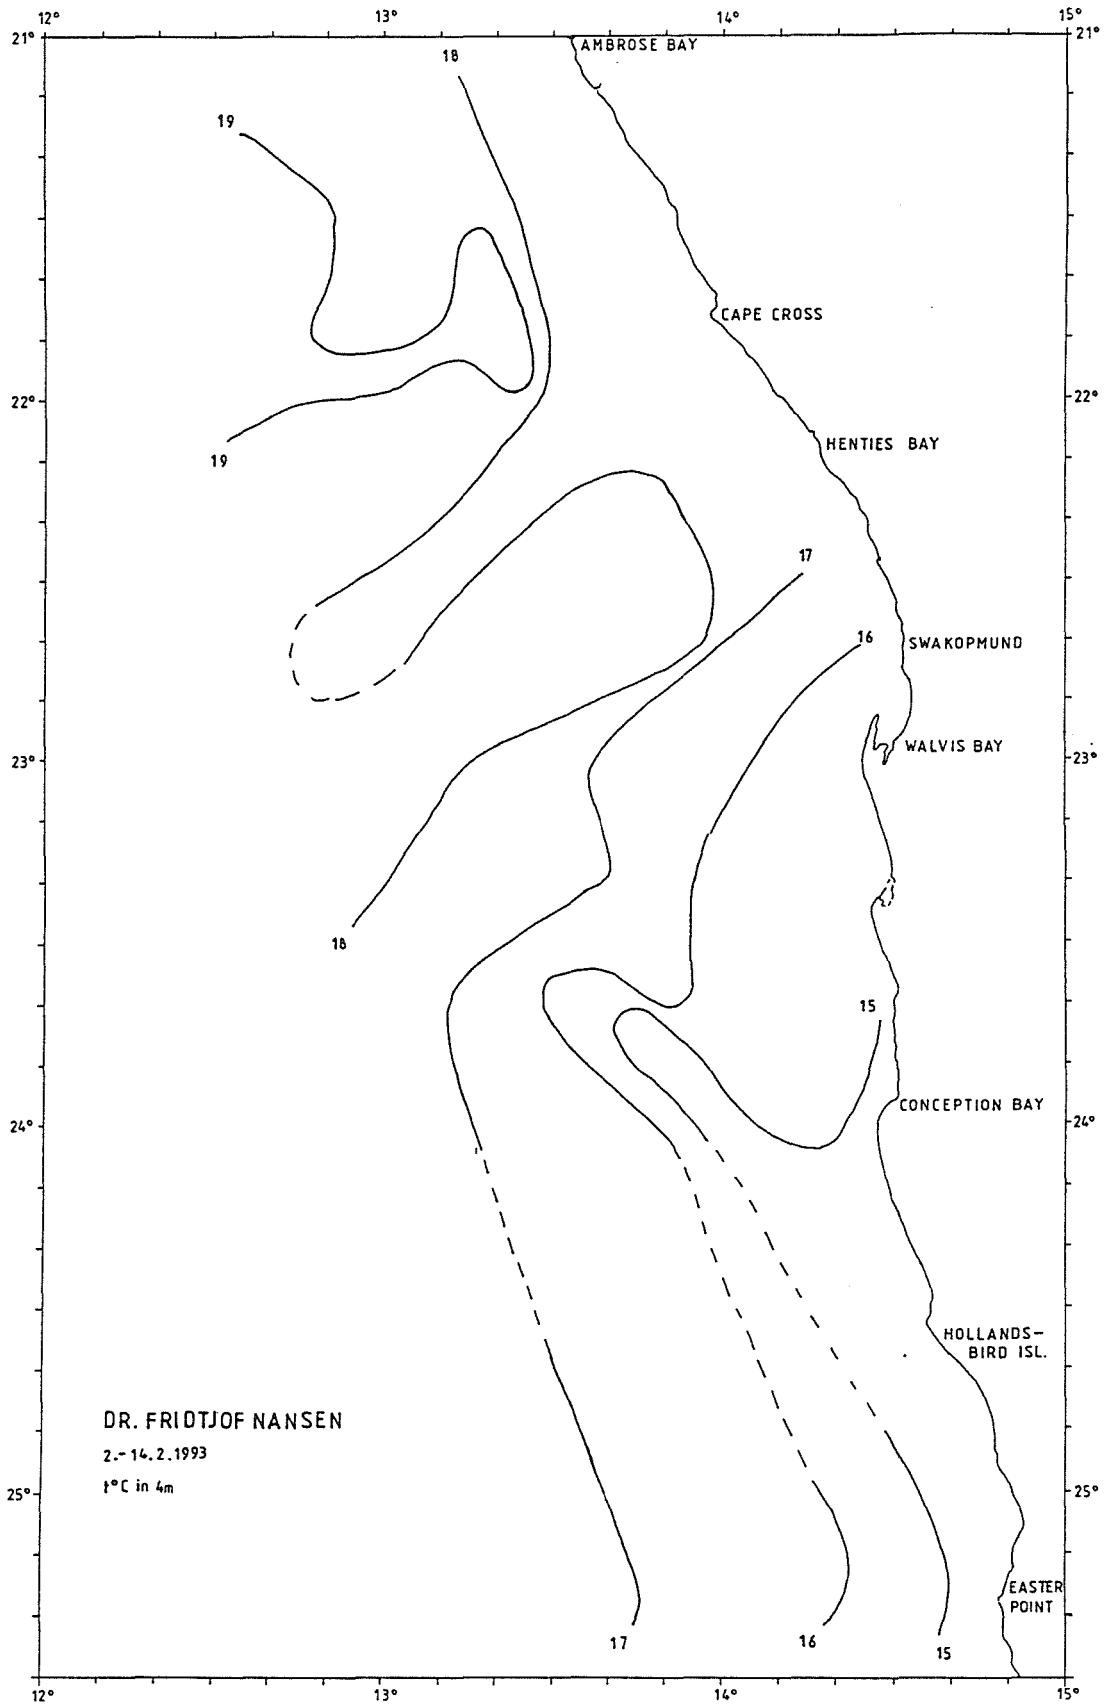 12° 13° 14° 15°
21° AMBROSE BAY 21°
18
19
CAPE CROSS
22° 22°
HENTIES BAY
19
17
16
SWAKOPMUND
WALVIS BAY
23° 23°
18
15
CONCEPTION BAY
24° 24°
HOLLANDS-
BIRD ISL.
DR. FRIDTJOF NANSEN
2.-14.2.1993
t°C in 4m
25° 25°
EASTER
POINT
17 16 15
12° 13° 14° 15°